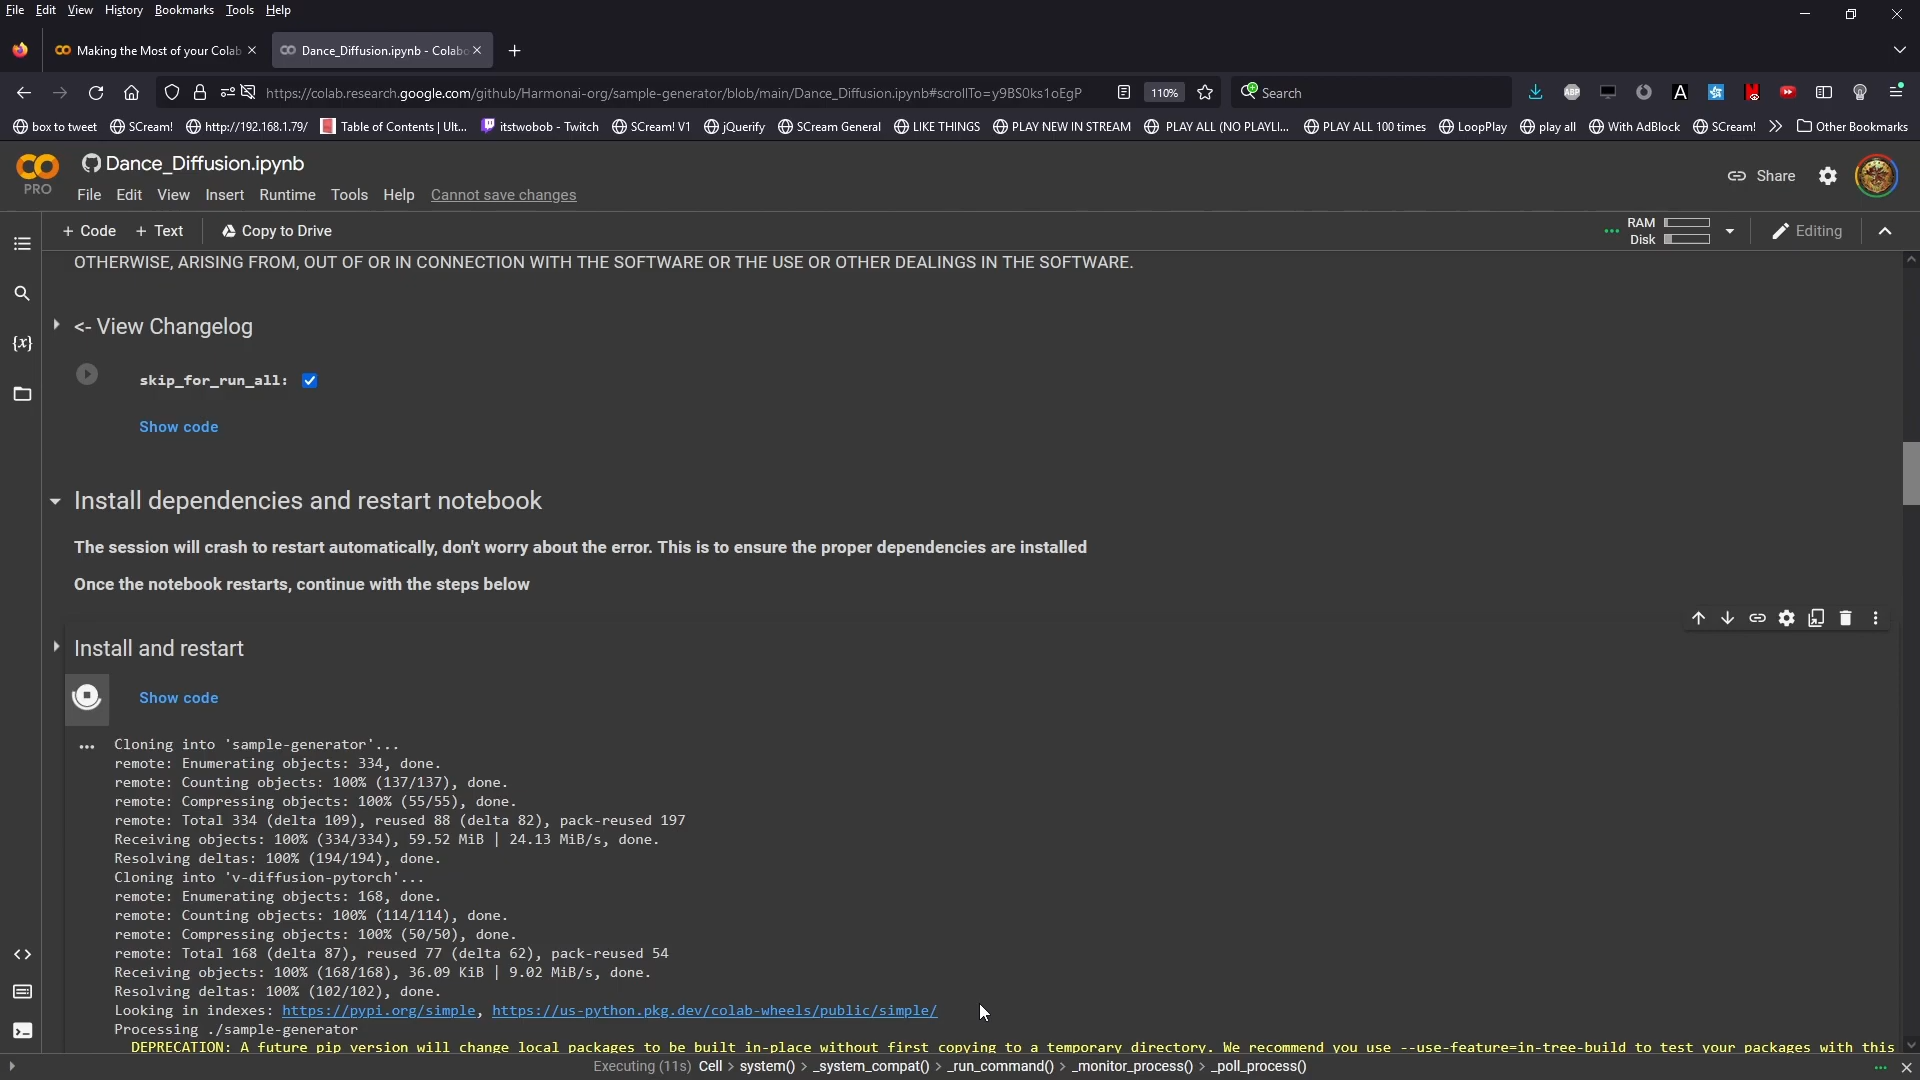 File Edit View History Bookmarks Tools Help
Making the Most of your Colab
Dance_Diffusion.ipynb - Colabo
https://colab.research.google.com/github/Harmonai-org/sample-generator/blob/main/Dance_Diffusion.ipynb#scrollTo=y9BS0ks1oEgP 110% Search
ABP A
box to tweet SCream! http://192.168.1.79/ Table of Contents | Ult... itstwobob - Twitch SCream! V1 jQuerify SCream General LIKE THINGS PLAY NEW IN STREAM PLAY ALL (NO PLAYLI... PLAY ALL 100 times LoopPlay play all With AdBlock SCream! Other Bookmarks
PRO
Dance_Diffusion.ipynb
Share
File Edit View Insert Runtime Tools Help Cannot save changes
+ Code + Text Copy to Drive
RAM
Disk
Editing
OTHERWISE, ARISING FROM, OUT OF OR IN CONNECTION WITH THE SOFTWARE OR THE USE OR OTHER DEALINGS IN THE SOFTWARE.
<- View Changelog
{x}
skip_for_run_all:
Show code
Install dependencies and restart notebook
The session will crash to restart automatically, don't worry about the error. This is to ensure the proper dependencies are installed
Once the notebook restarts, continue with the steps below
Install and restart
Show code
Cloning into 'sample-generator'...
remote: Enumerating objects: 334, done.
remote: Counting objects: 100% (137/137), done.
remote: Compressing objects: 100% (55/55), done.
remote: Total 334 (delta 109), reused 88 (delta 82), pack-reused 197
Receiving objects: 100% (334/334), 59.52 MiB | 24.13 MiB/s, done.
Resolving deltas: 100% (194/194), done.
Cloning into 'v-diffusion-pytorch'...
remote: Enumerating objects: 168, done.
remote: Counting objects: 100% (114/114), done.
remote: Compressing objects: 100% (50/50), done.
remote: Total 168 (delta 87), reused 77 (delta 62), pack-reused 54
Receiving objects: 100% (168/168), 36.09 KiB | 9.02 MiB/s, done.
Resolving deltas: 100% (102/102), done.
Looking in indexes: https://pypi.org/simple, https://us-python.pkg.dev/colab-wheels/public/simple/
Processing ./sample-generator
DEPRECATION: A future pip version will change local packages to be built in-place without first copying to a temporary directory. We recommend you use --use-feature=in-tree-build to test your packages with this
Executing (11s) Cell > system() > _system_compat() > _run_command() > _monitor_process() > _poll_process()